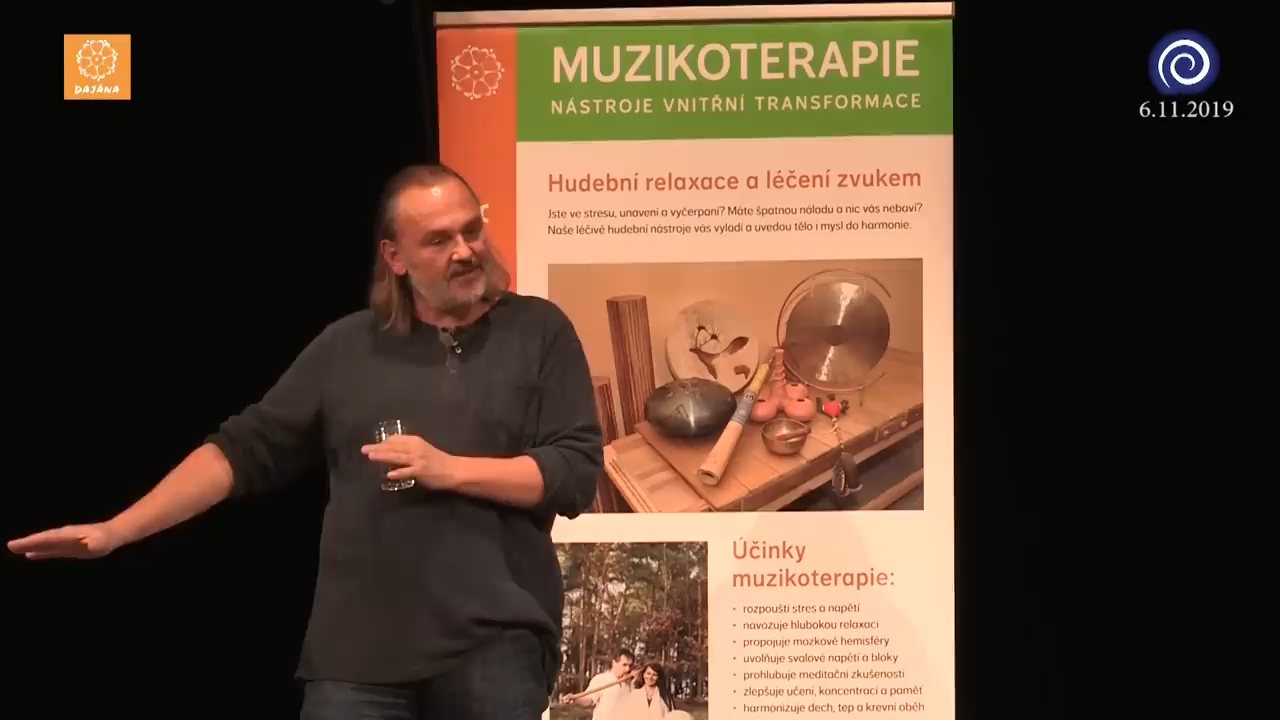 DAJÁNA
6.11.2019
MUZIKOTERAPIE
NÁSTROJE VNITŘNÍ TRANSFORMACE
Hudební relaxace a léčení zvukem
Jste ve stresu, unaveni a vyčerpaní? Máte špatnou náladu a nic vás nebaví?
Naše léčivé hudební nástroje vás vyladí a uvedou tělo i mysl do harmonie.
Účinky
muzikoterapie:
• rozpouští stres a napětí
• navozuje hlubokou relaxaci
• propojuje mozkové hemisféry
• uvolňuje svalové napětí a bloky
• prohlubuje meditační zkušenosti
• zlepšuje učení, koncentraci a paměť
• harmonizuje dech, tep a krevní oběh